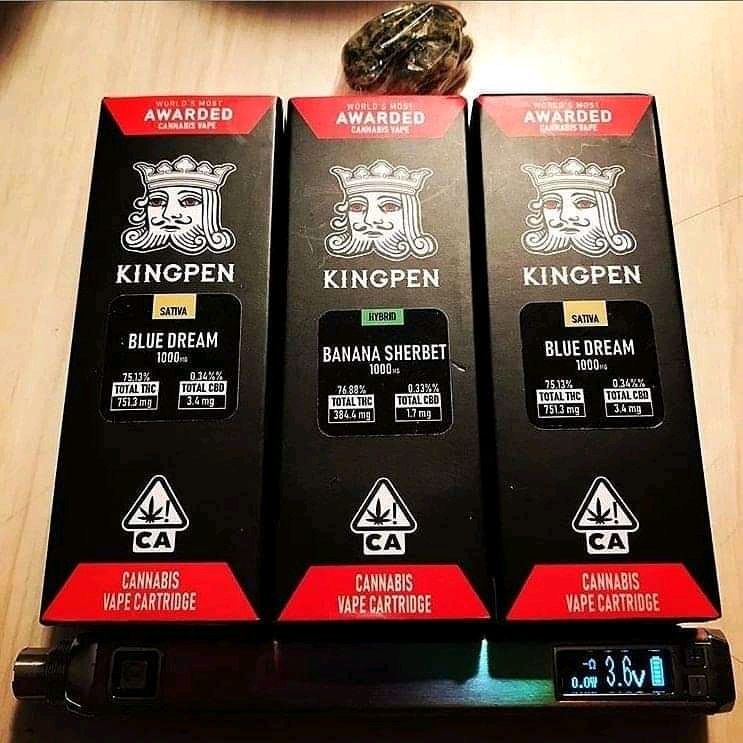 WORLD'S MOST
AWARDED
CANNABIS VAPE
KINGPEN
SATIVA
BLUE DREAM
1000MG
75.13% 0.34%%
TOTAL THC TOTAL CBD
751.3 mg 3.4 mg
CA
CANNABIS
VAPE CARTRIDGE
WORLD'S MOST
AWARDED
CANNABIS VAPE
KINGPEN
HYBRID
BANANA SHERBET
1000MG
76.88% 0.33%%
TOTAL THC TOTAL CBD
384.4 mg 1.7 mg
CA
CANNABIS
VAPE CARTRIDGE
WORLD'S MOST
AWARDED
CANNABIS VAPE
KINGPEN
SATIVA
BLUE DREAM
1000MG
75.13% 0.34%%
TOTAL THC TOTAL CBD
751.3 mg 3.4 mg
CA
CANNABIS
VAPE CARTRIDGE
-Ω
0.0W 3.6V